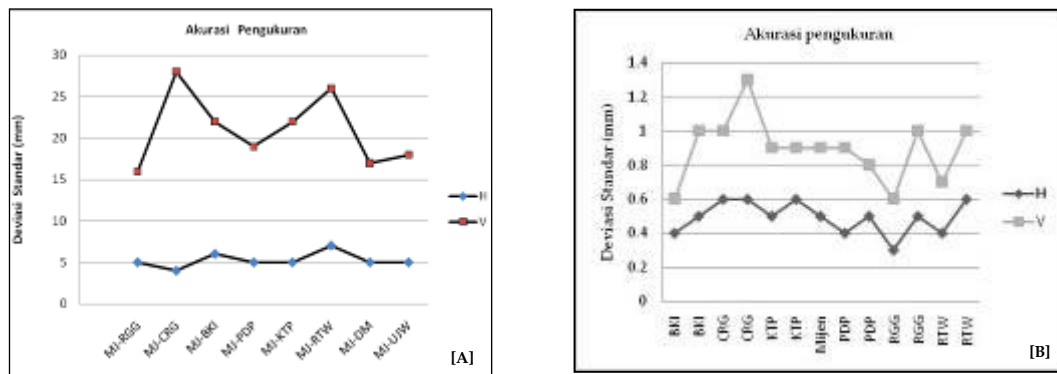 Akurasi Pengukuran
Deviasi Standar (mm)
30
25
20
15
10
5
0
H
V
MJ-RGG
MJ-CRG
MJ-BKI
MJ-PDP
MJ-KTP
MJ-RTW
MJ-DM
MJ-UJW
[A]
Akurasi pengukuran
Deviasi Standar (mm)
1.4
1.2
1
0.8
0.6
0.4
0.2
0
H
V
BKI
BKI
CRG
CRG
KTP
KTP
Mijen
PDP
PDP
RGG
RGG
RTW
RTW
[B]